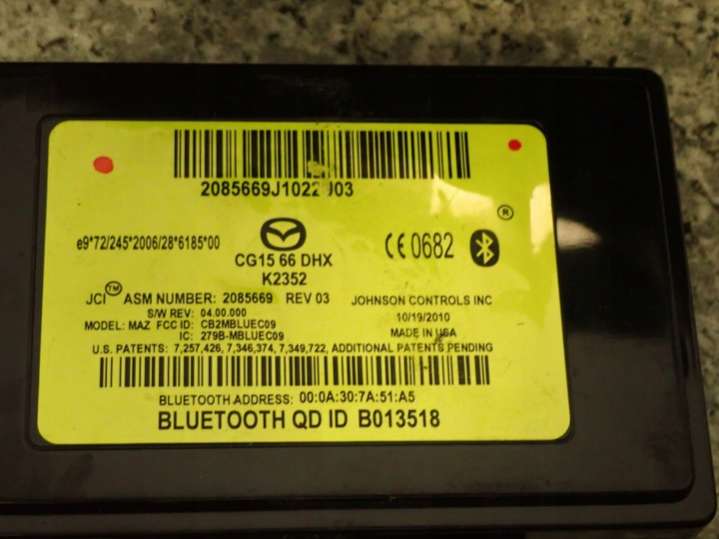 2085669J1022 J03
®
e9*72/245*2006/28*6185*00
CG15 66 DHX
K2352
CE 0682
JCI™ ASM NUMBER: 2085669 REV 03
S/W REV: 04.00.000
MODEL: MAZ FCC ID: CB2MBLUEC09
IC: 279B-MBLUEC09
JOHNSON CONTROLS INC
10/19/2010
MADE IN USA
U.S. PATENTS: 7,257,426, 7,346,374, 7,349,722, ADDITIONAL PATENTS PENDING
BLUETOOTH ADDRESS: 00:0A:30:7A:51:A5
BLUETOOTH QD ID B013518